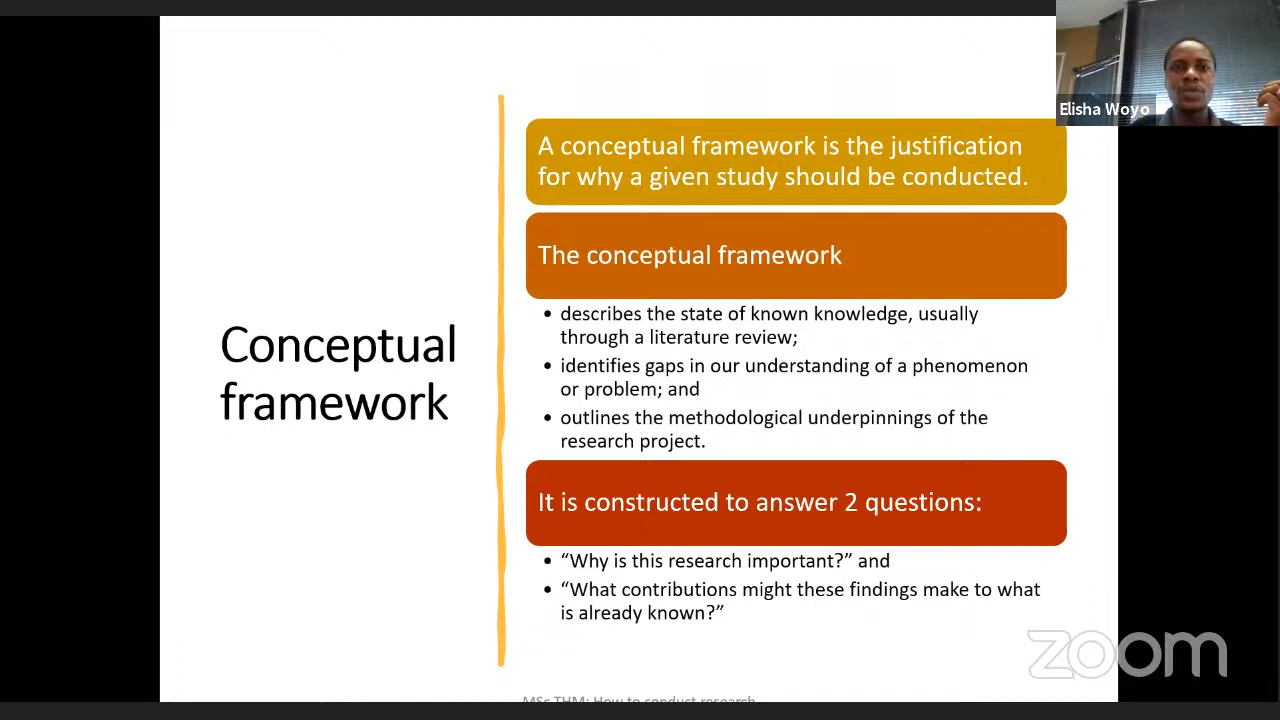 Elisha Woyo
Conceptual
framework
A conceptual framework is the justification
for why a given study should be conducted.
The conceptual framework
• describes the state of known knowledge, usually
through a literature review;
• identifies gaps in our understanding of a phenomenon
or problem; and
• outlines the methodological underpinnings of the
research project.
It is constructed to answer 2 questions:
• “Why is this research important?” and
• “What contributions might these findings make to what
is already known?”
zoom
MSc THM: How to conduct research